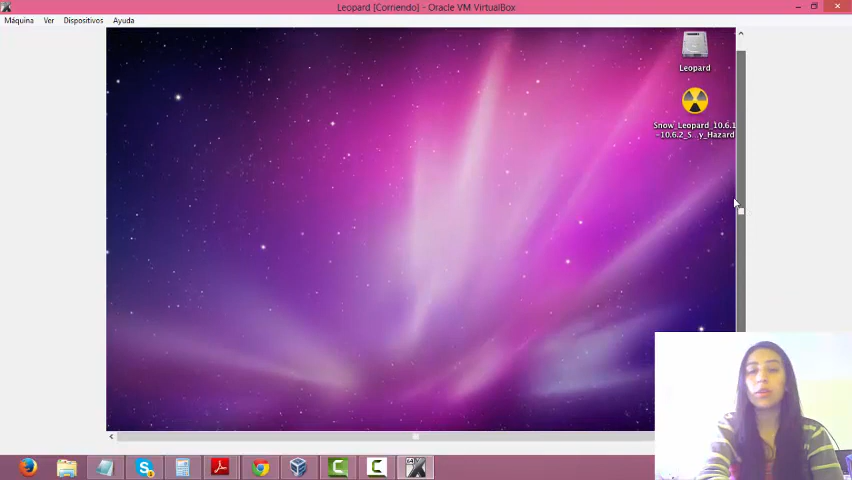 Leopard [Corriendo] - Oracle VM VirtualBox
Máquina Ver Dispositivos Ayuda
Leopard
Snow_Leopard_10.6.1
-10.6.2_S...y_Hazard